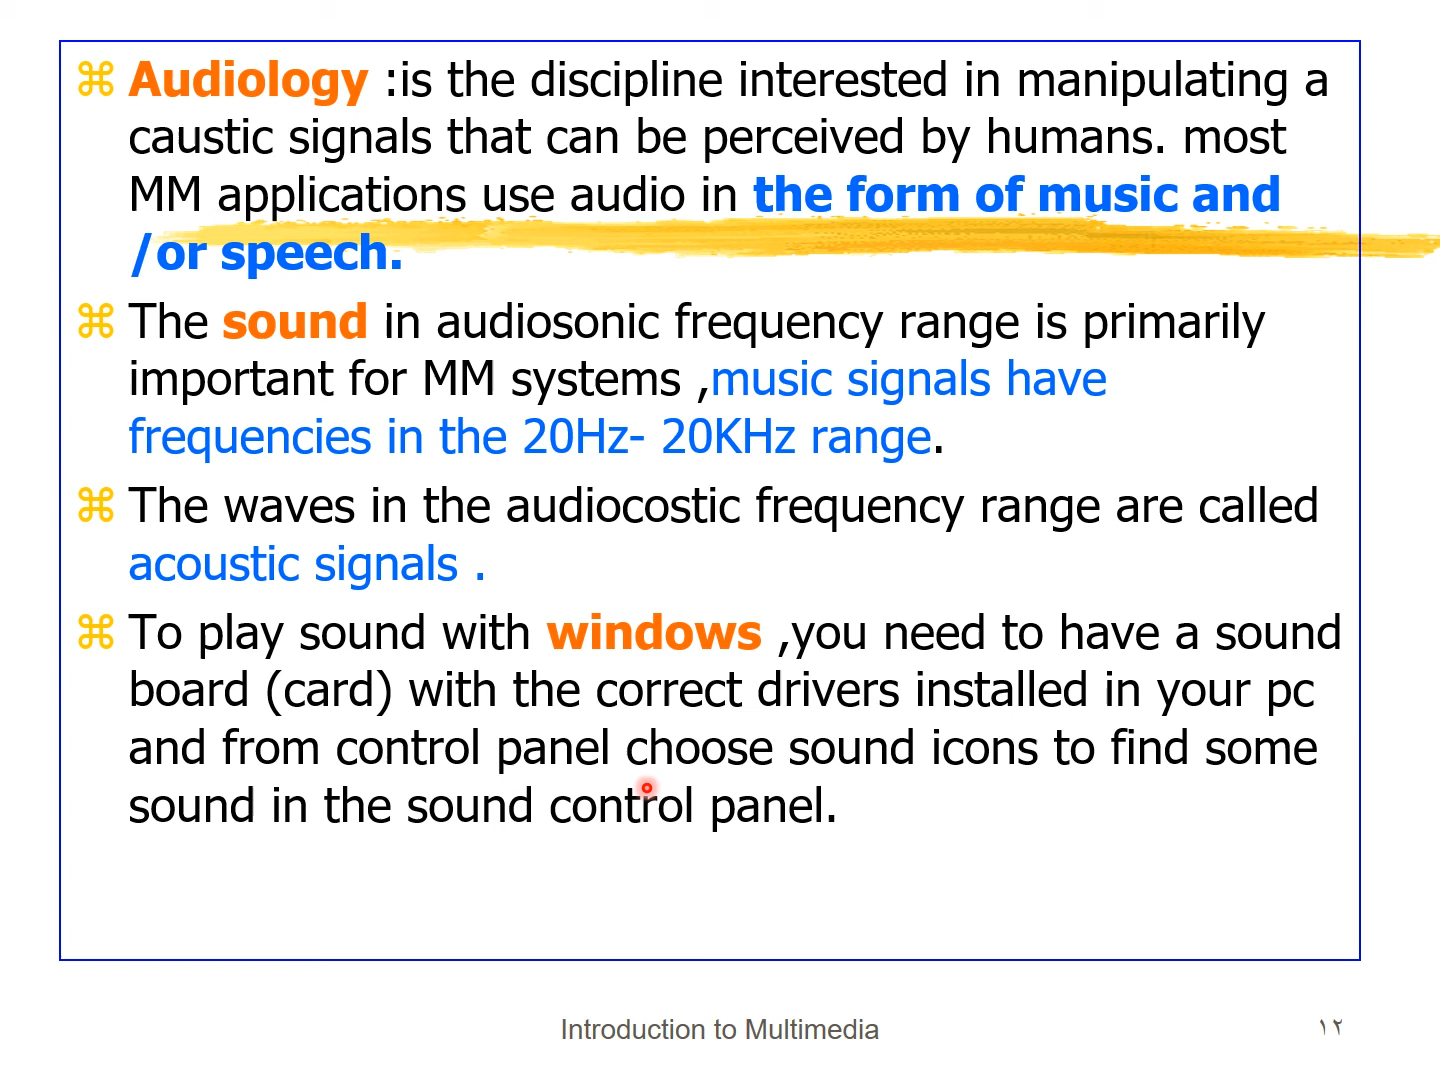 Audiology :is the discipline interested in manipulating a
caustic signals that can be perceived by humans. most
MM applications use audio in the form of music and
/or speech.
The sound in audiosonic frequency range is primarily
important for MM systems ,music signals have
frequencies in the 20Hz- 20KHz range.
The waves in the audiocostic frequency range are called
acoustic signals .
To play sound with windows ,you need to have a sound
board (card) with the correct drivers installed in your pc
and from control panel choose sound icons to find some
sound in the sound control panel.
Introduction to Multimedia
١٢